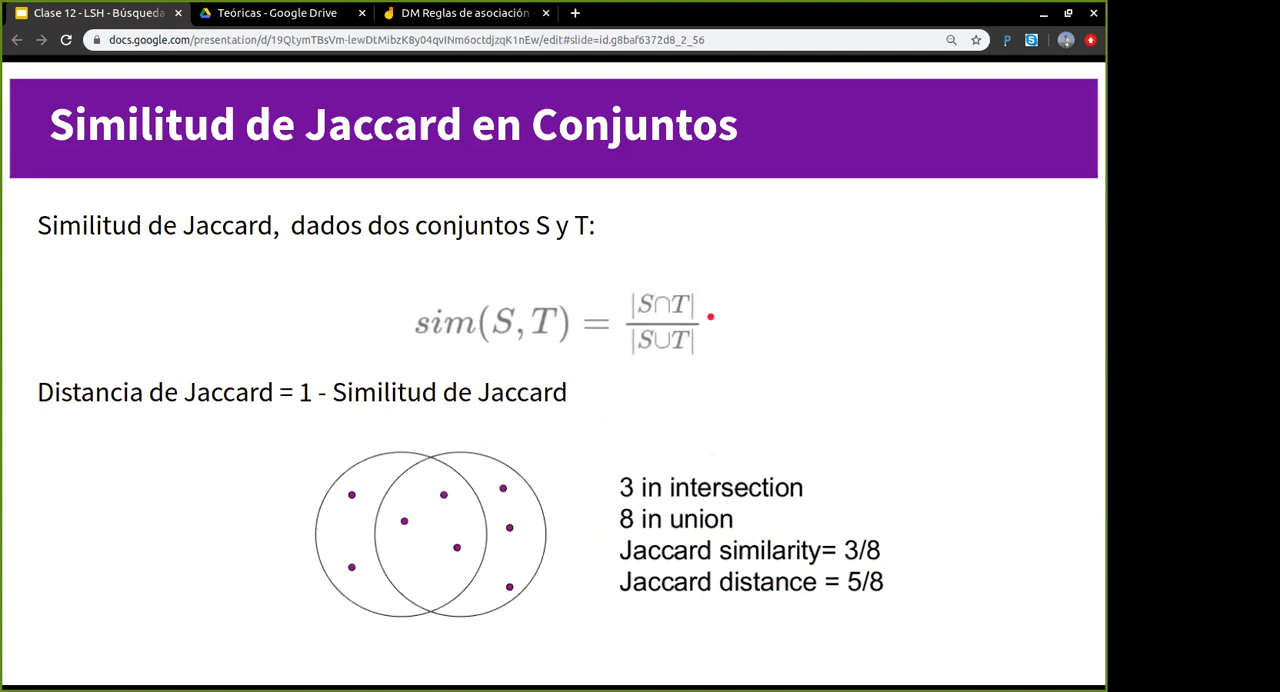 Clase 12 - LSH - Búsqueda
Teóricas - Google Drive
DM Reglas de asociación
docs.google.com/presentation/d/19QtymTBsVm-lewDtMibzK8y04qvINm6octdjzqK1nEw/edit#slide=id.g8baf6372d8_2_56
Similitud de Jaccard en Conjuntos
Similitud de Jaccard, dados dos conjuntos S y T:
sim(S, T) = |S∩T| / |S∪T|
Distancia de Jaccard = 1 - Similitud de Jaccard
3 in intersection
8 in union
Jaccard similarity= 3/8
Jaccard distance = 5/8